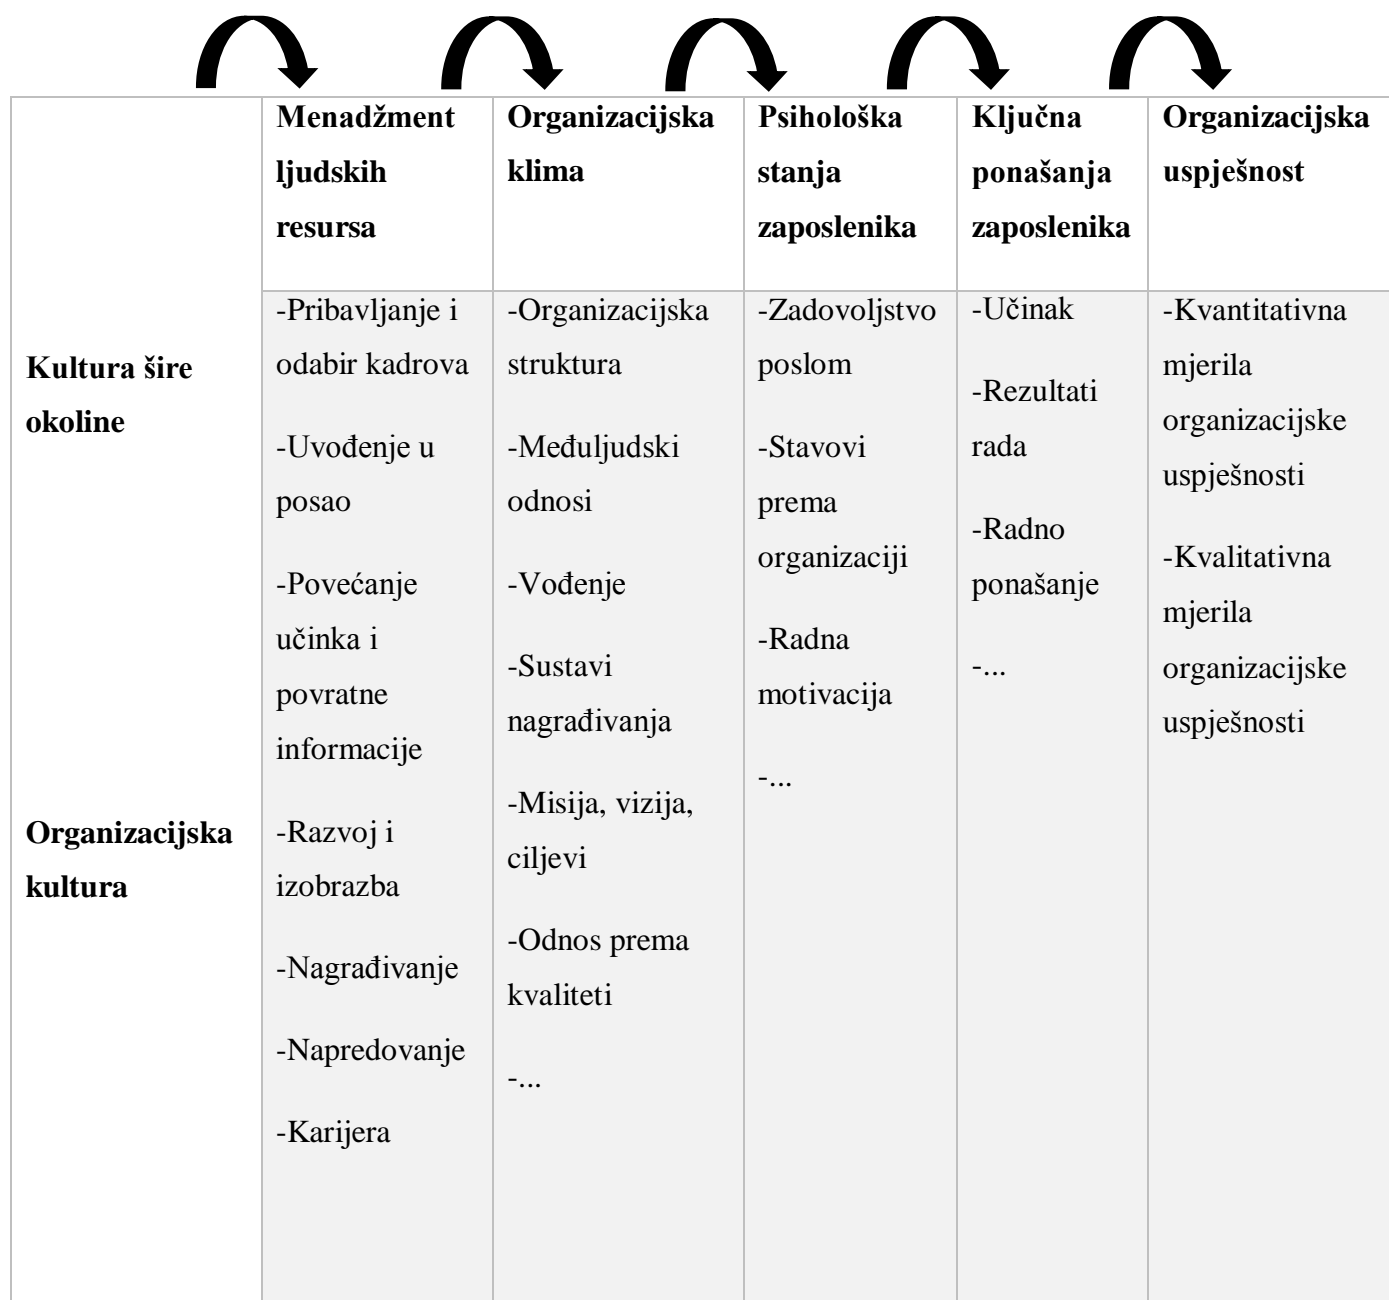 Menadžment
ljudskih
resursa
Organizacijska
klima
Psihološka
stanja
zaposlenika
Ključna
ponašanja
zaposlenika
Organizacijska
uspješnost
Kultura šire
okoline
Organizacijska
kultura
-Pribavljanje i
odabir kadrova
-Uvođenje u
posao
-Povećanje
učinka i
povratne
informacije
-Razvoj i
izobrazba
-Nagrađivanje
-Napredovanje
-Karijera
-Organizacijska
struktura
-Međuljudski
odnosi
-Vođenje
-Sustavi
nagrađivanja
-Misija, vizija,
ciljevi
-Odnos prema
kvaliteti
-...
-Zadovoljstvo
poslom
-Stavovi
prema
organizaciji
-Radna
motivacija
-...
-Učinak
-Rezultati
rada
-Radno
ponašanje
-...
-Kvantitativna
mjerila
organizacijske
uspješnosti
-Kvalitativna
mjerila
organizacijske
uspješnosti